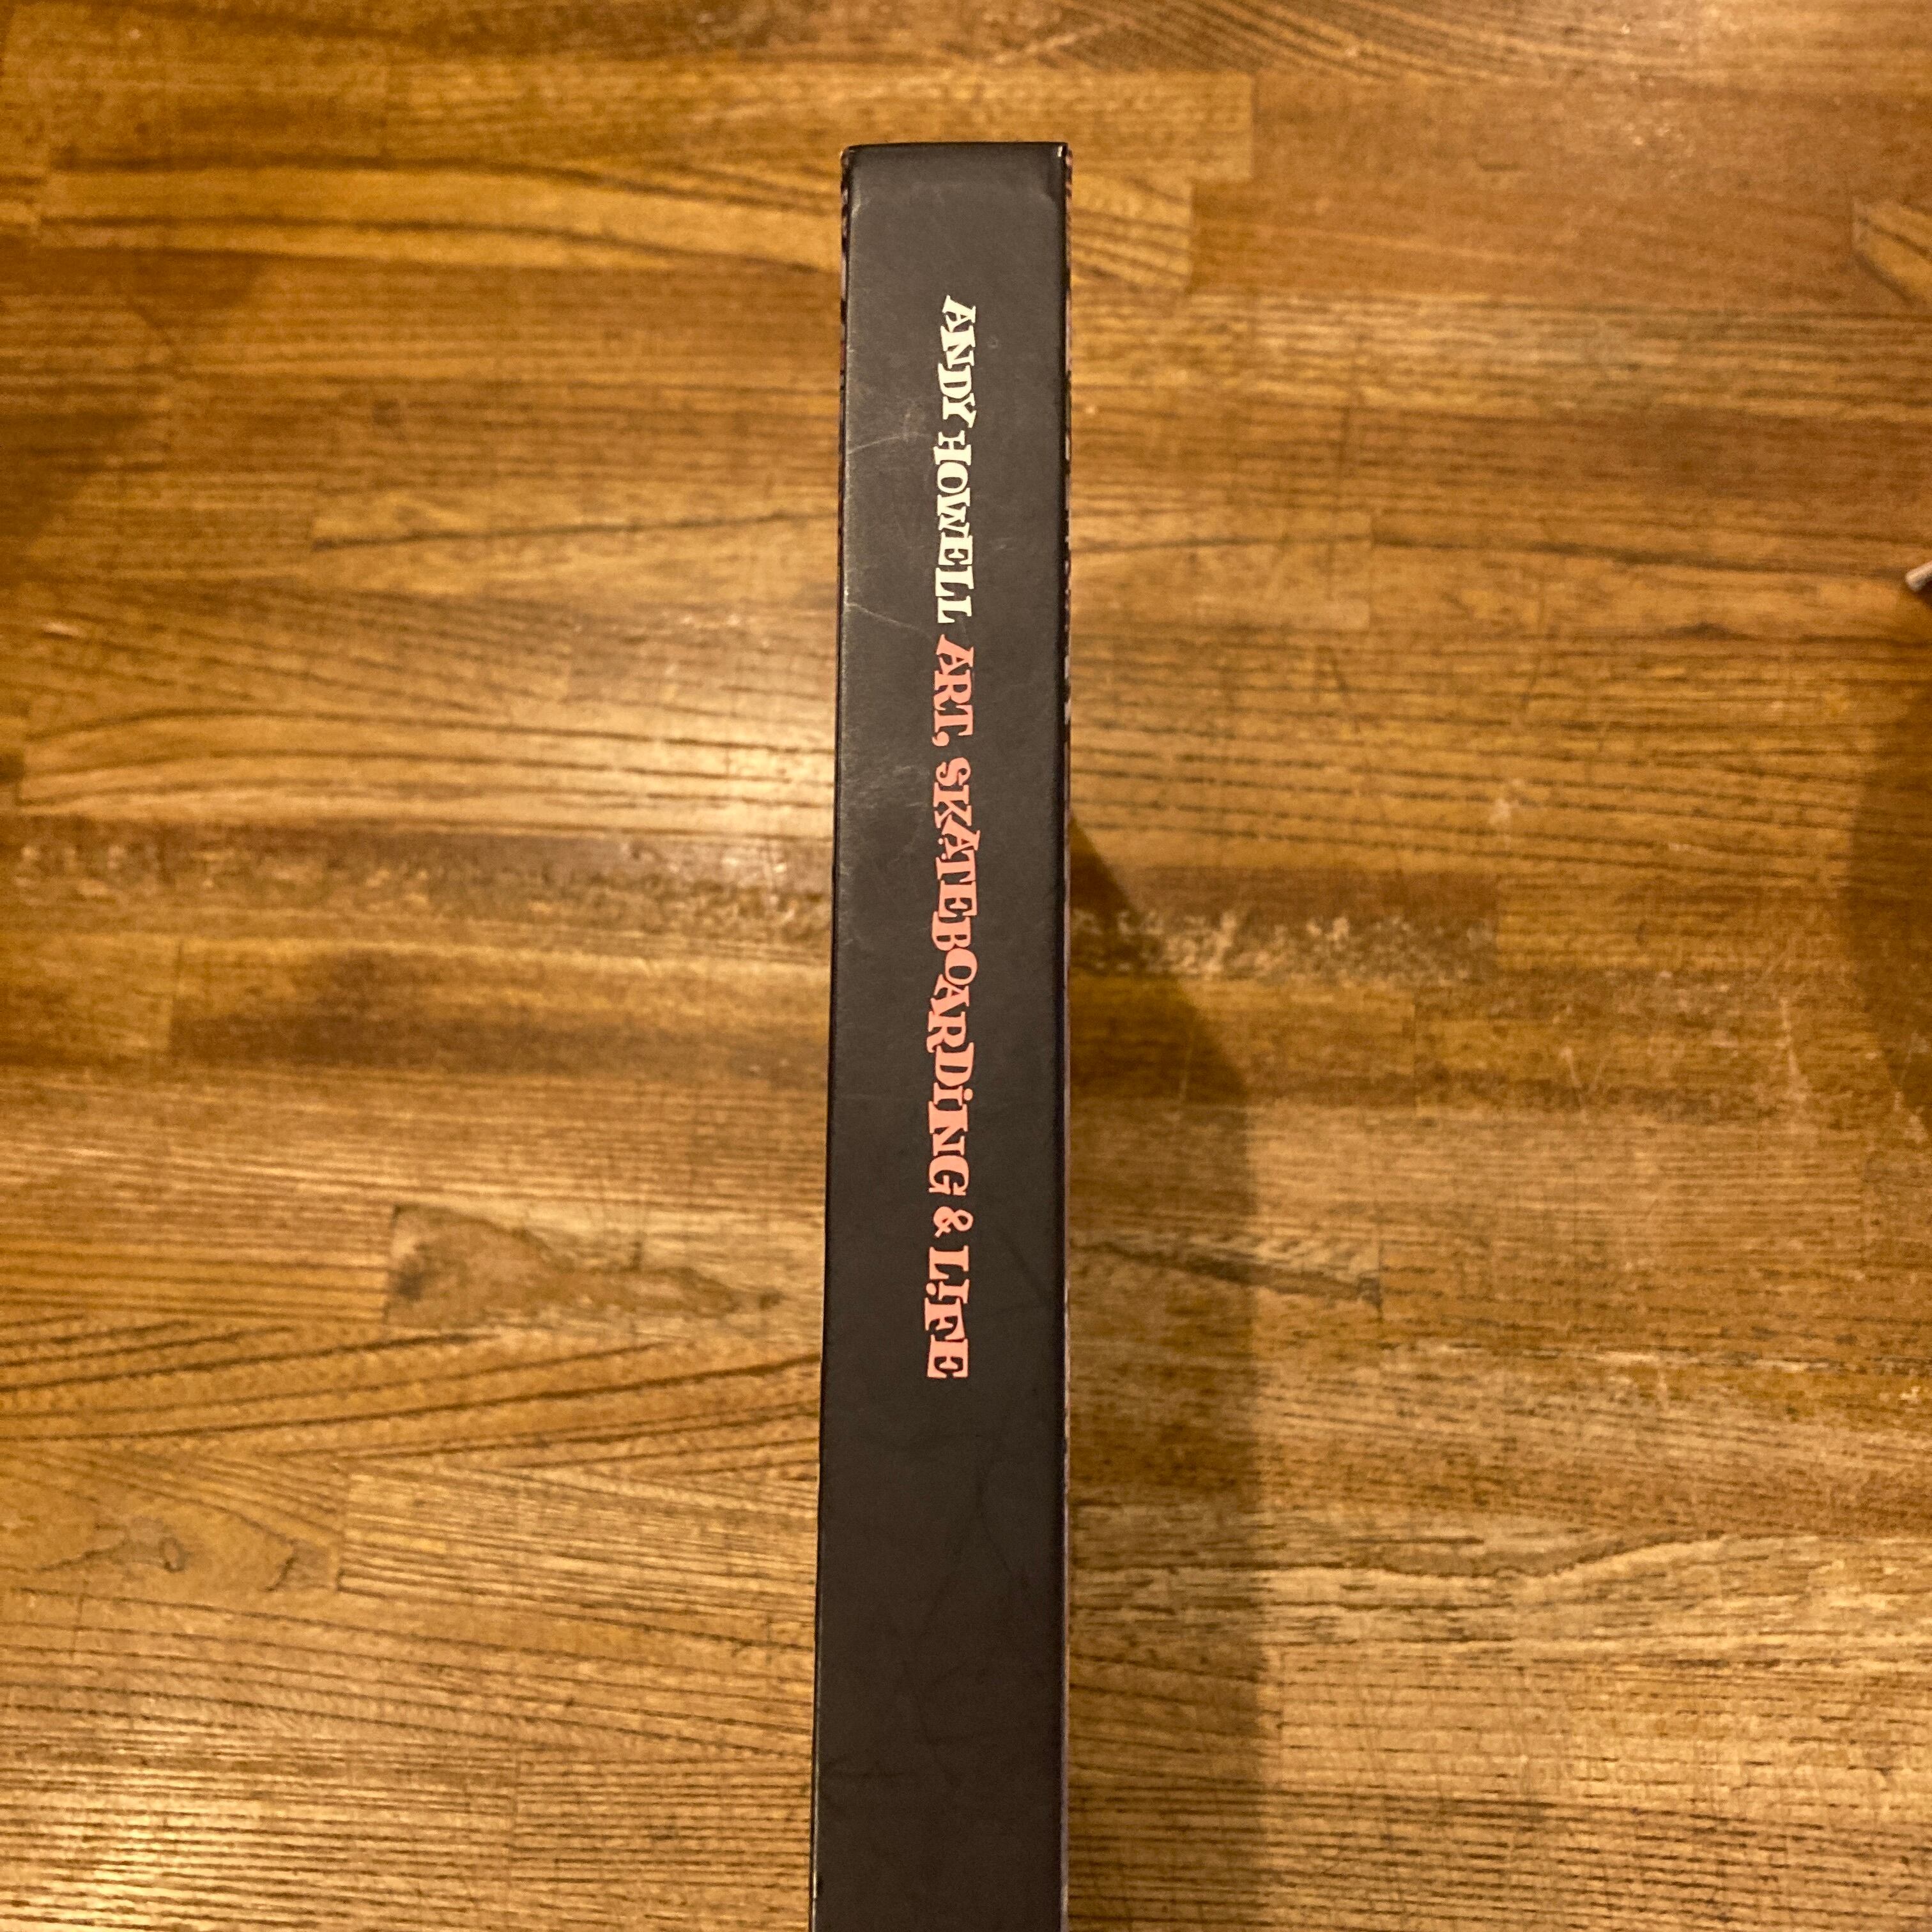 ANDY HOWELL ART, SKATEBOARDING & LIFE